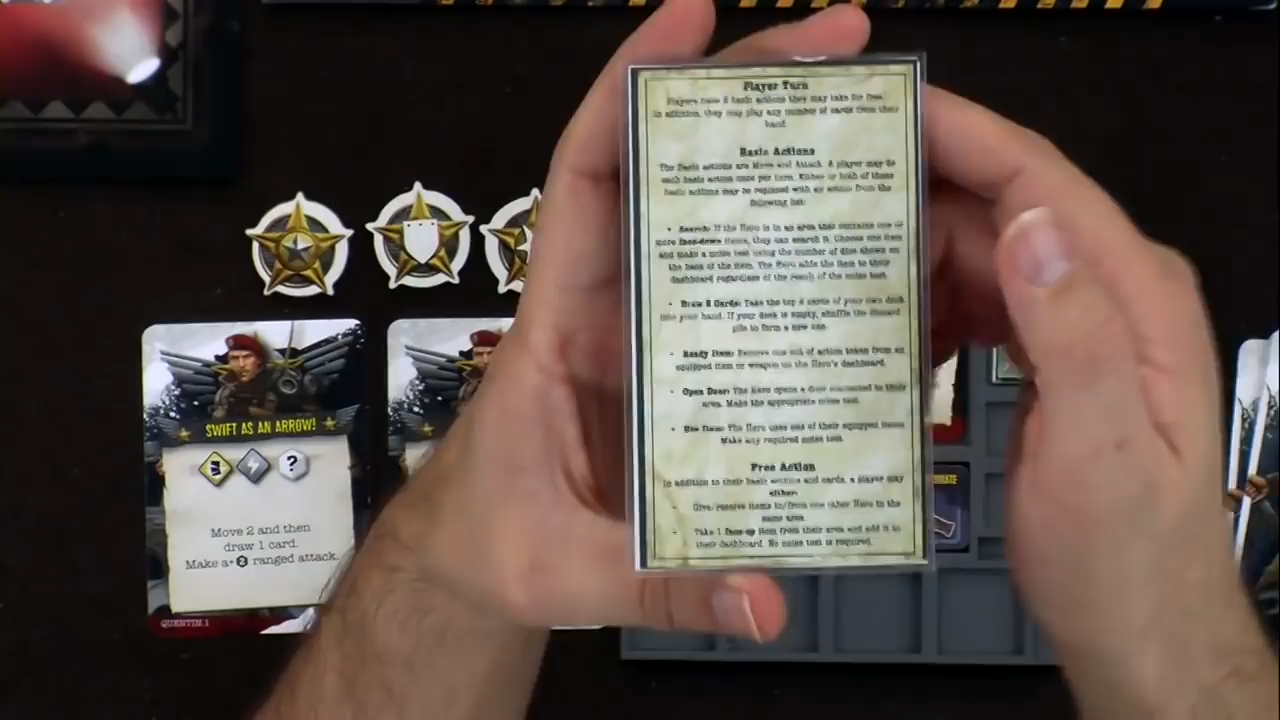 Player Turn
Players have 2 basic actions they may take for free.
In addition, they may play any number of cards from their
hand.
Basic Actions
The Basic actions are Move and Attack. A player may do
each basic action once per turn. Either or both of these
basic actions may be replaced with an action from the
following list:
• Search: If the Hero is in an area that contains one or
more face-down items, they can search it. Choose one item
and make a noise test using the number of dice shown on
the back of the item. The Hero adds the item to their
dashboard regardless of the result of the noise test.
• Draw 2 Cards: Take the top 2 cards of your own deck
into your hand. If your deck is empty, shuffle the discard
pile to form a new one.
• Ready Item: Remove one out of action token from an
equipped item or weapon on the Hero's dashboard.
• Open Door: The Hero opens a door connected to their
area. Make the appropriate noise test.
• Use Item: The Hero uses one of their equipped items.
Make any required noise test.
Free Action
In addition to their basic actions and cards, a player may
either:
- Give/receive items to/from one other Hero in the
same area.
- Take 1 face-up item from their area and add it to
their dashboard. No noise test is required.
SWIFT AS AN ARROW!
?
Move 2 and then
draw 1 card.
Make a+2 ranged attack.
QUENTIN.1